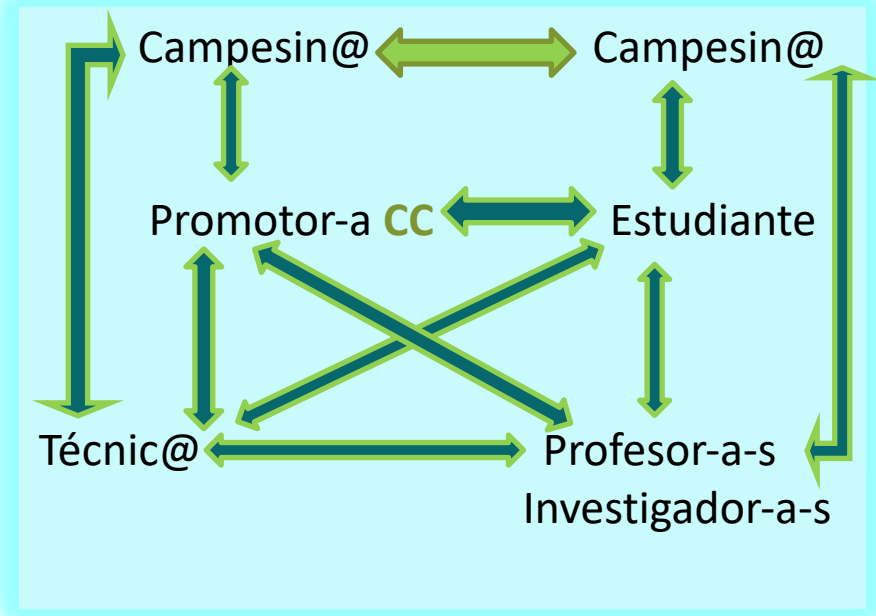 Campesin@ Campesin@
Promotor-a CC Estudiante
Técnic@ Profesor-a-s
Investigador-a-s